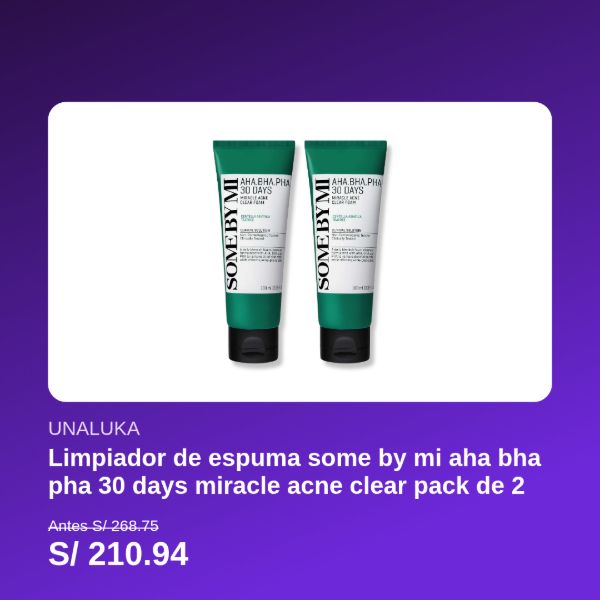 SOME BY MI
AHA.BHA.PHA
30 DAYS
MIRACLE ACNE
CLEAR FOAM
SOME BY MI
AHA.BHA.PHA
30 DAYS
MIRACLE ACNE
CLEAR FOAM
UNALUKA
Limpiador de espuma some by mi aha bha
pha 30 days miracle acne clear pack de 2
Antes S/ 268.75
S/ 210.94